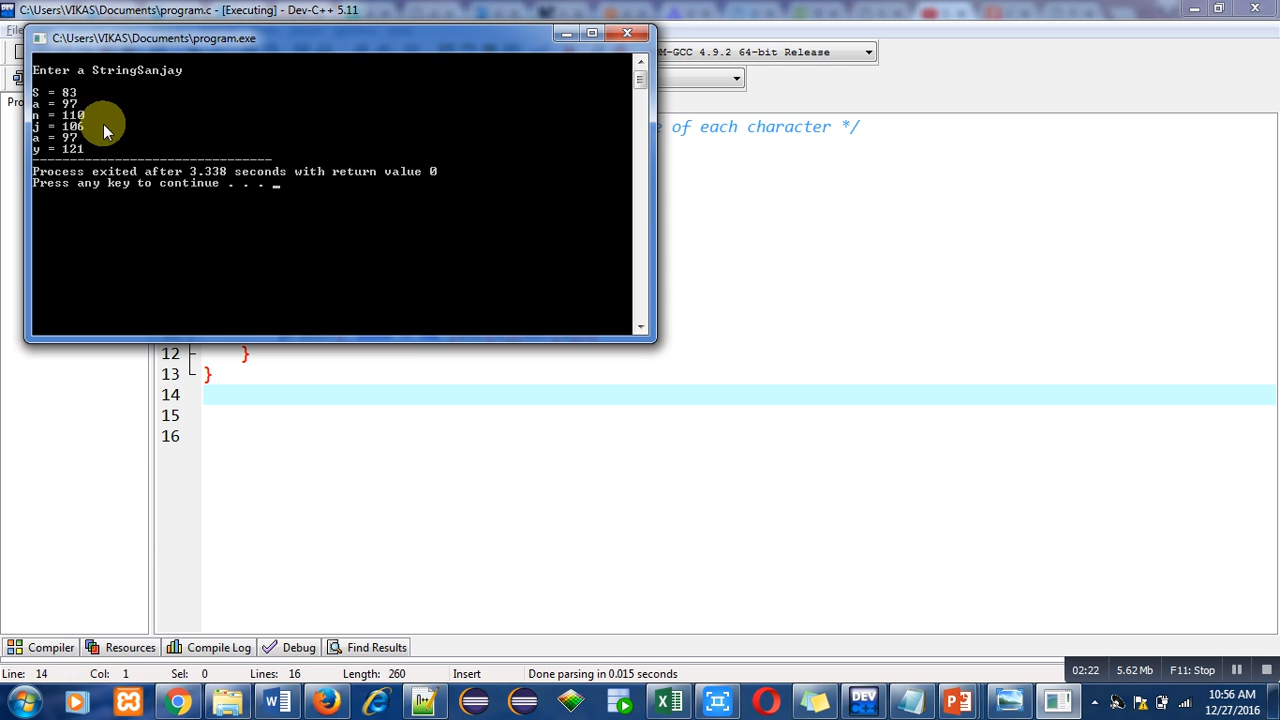 C:\Users\VIKAS\Documents\program.c - [Executing] - Dev-C++ 5.11
C:\Users\VIKAS\Documents\program.exe
M-GCC 4.9.2 64-bit Release
Enter a StringSanjay
S = 83
a = 97
n = 110
j = 106
a = 97
y = 121
--------------------------------
Process exited after 3.338 seconds with return value 0
Press any key to continue . . . _
e of each character */
12 }
13 }
14
15
16
Compiler Resources Compile Log Debug Find Results
Line: 14 Col: 1 Sel: 0 Lines: 16 Length: 260 Insert Done parsing in 0.015 seconds
02:22 5.62 Mb F11: Stop
DEV
10:56 AM
12/27/2016